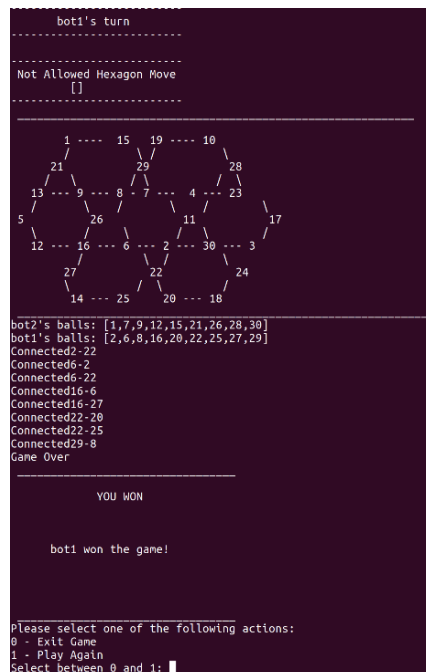 bot1's turn
--------------------------
--------------------------
Not Allowed Hexagon Move
[]
--------------------------
1 ---- 15 19 ---- 10
/ \ / \
21 29 28
/ \ / \ / \
13 --- 9 --- 8 - 7 --- 4 --- 23
/ \ / \ / \
5 26 11 17
\ / \ / \ /
12 --- 16 --- 6 --- 2 --- 30 --- 3
/ \ / \
27 22 24
\ / \ /
14 --- 25 20 --- 18
bot2's balls: [1,7,9,12,15,21,26,28,30]
bot1's balls: [2,6,8,16,20,22,25,27,29]
Connected2-22
Connected6-2
Connected6-22
Connected16-6
Connected16-27
Connected22-20
Connected22-25
Connected29-8
Game Over
YOU WON
bot1 won the game!
Please select one of the following actions:
0 - Exit Game
1 - Play Again
Select between 0 and 1: